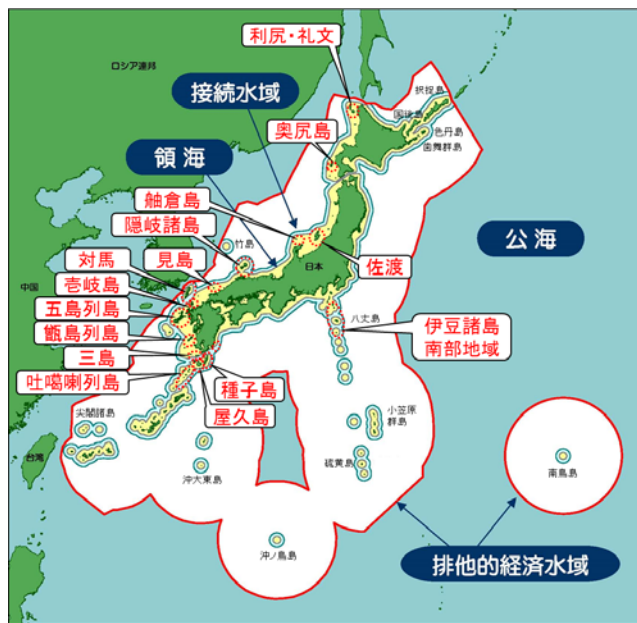 利尻・礼文
ロシア連邦
接続水域
択捉島
国後島
奥尻島
色丹島
歯舞群島
領海
舳倉島
隠岐諸島
竹島
公海
対馬
見島
日本
佐渡
中国
壱岐島
五島列島
八丈島
伊豆諸島
南部地域
甑島列島
三島
吐噶喇列島
種子島
屋久島
尖閣諸島
小笠原
群島
台湾
硫黄島
南鳥島
沖大東島
沖ノ鳥島
排他的経済水域